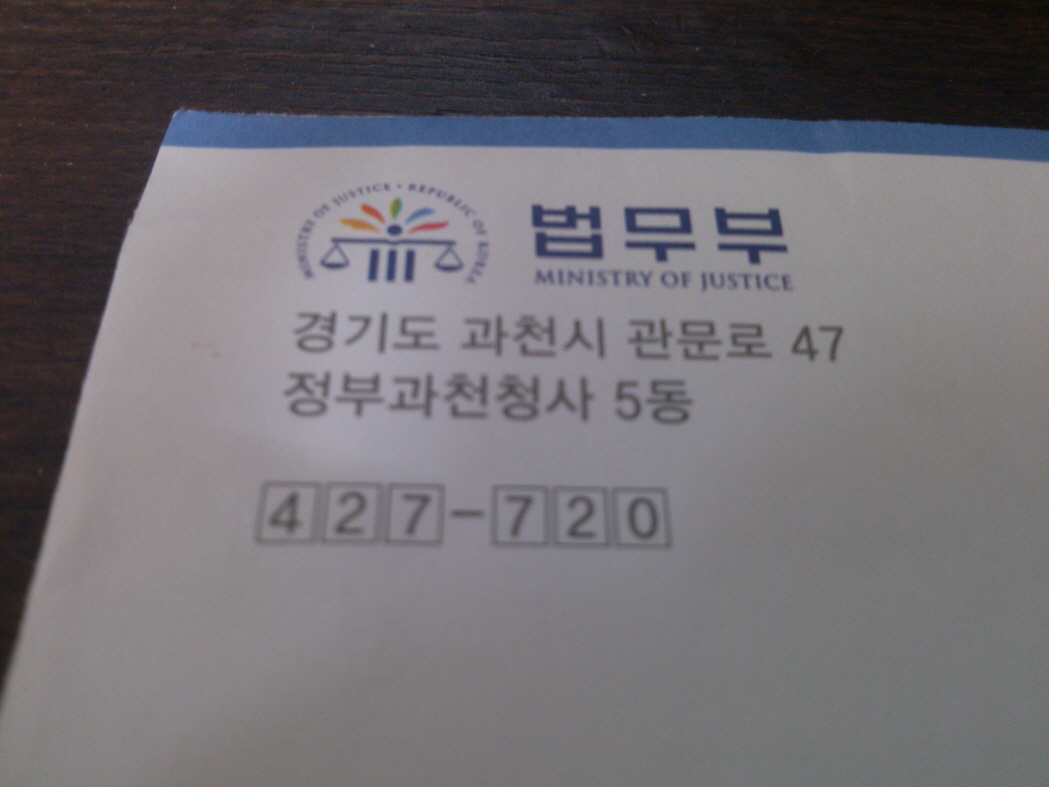 MINISTRY OF JUSTICE • REPUBLIC OF KOREA
법무부
MINISTRY OF JUSTICE
경기도 과천시 관문로 47
정부과천청사 5동
427-720